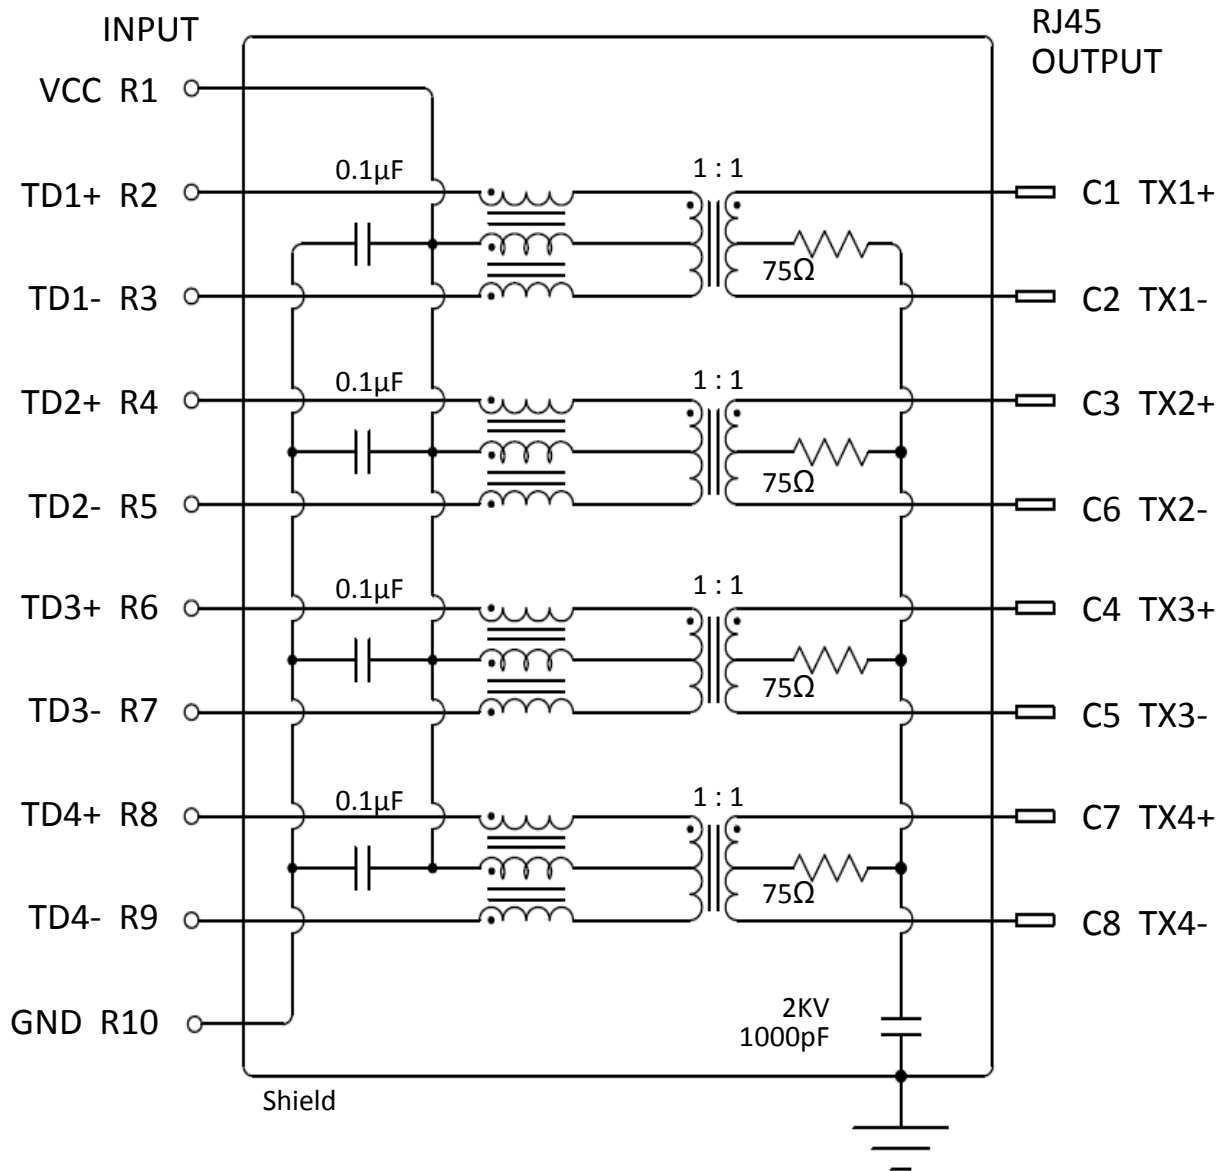 INPUT
RJ45
OUTPUT
VCC R1
0.1µF
1 : 1
TD1+ R2
C1 TX1+
75Ω
TD1- R3
C2 TX1-
0.1µF
1 : 1
TD2+ R4
C3 TX2+
75Ω
TD2- R5
C6 TX2-
0.1µF
1 : 1
TD3+ R6
C4 TX3+
75Ω
TD3- R7
C5 TX3-
0.1µF
1 : 1
TD4+ R8
C7 TX4+
75Ω
TD4- R9
C8 TX4-
GND R10
2KV
1000pF
Shield